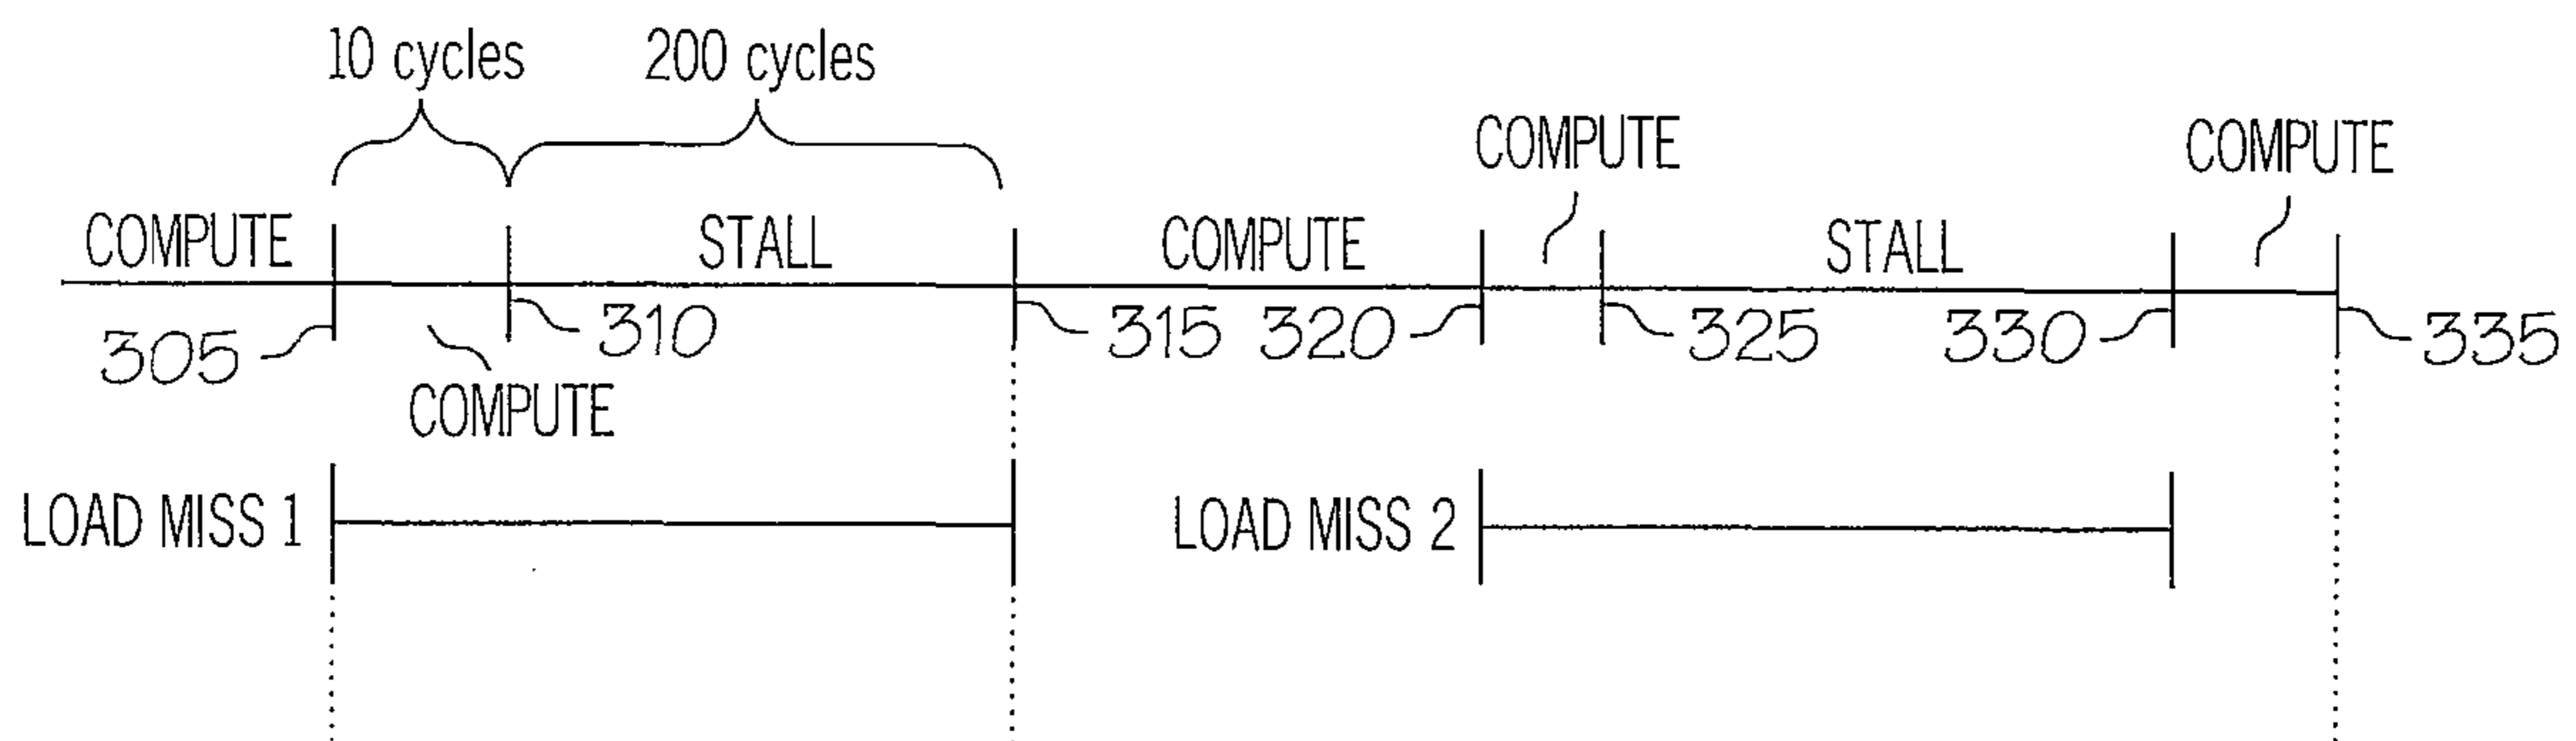 10 cycles 200 cycles
COMPUTE COMPUTE
COMPUTE STALL COMPUTE STALL
305 310 315 320 325 330 335
COMPUTE
LOAD MISS 1 LOAD MISS 2